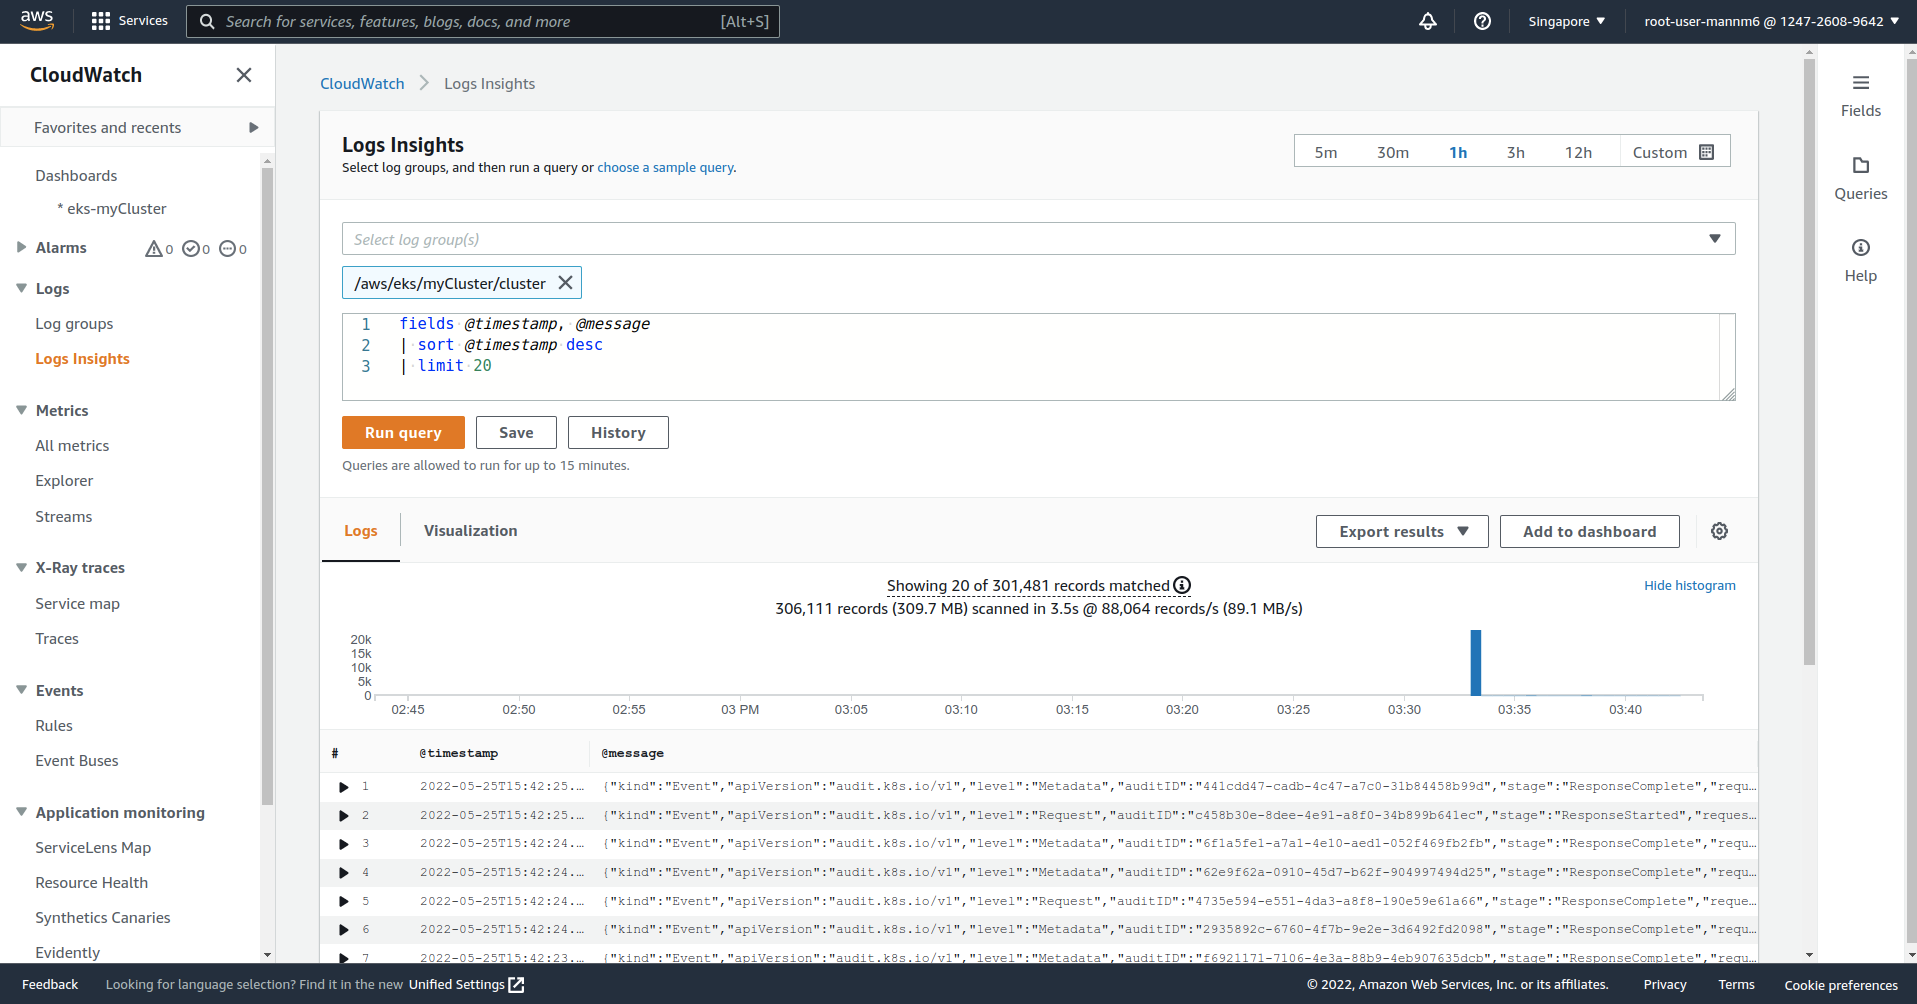 aws Services Search for services, features, blogs, docs, and more [Alt+S] Singapore root-user-mannm6 @ 1247-2608-9642
CloudWatch
Favorites and recents
Dashboards
* eks-myCluster
Alarms 0 0 0
Logs
Log groups
Logs Insights
Metrics
All metrics
Explorer
Streams
X-Ray traces
Service map
Traces
Events
Rules
Event Buses
Application monitoring
ServiceLens Map
Resource Health
Synthetics Canaries
Evidently
CloudWatch Logs Insights
Logs Insights
Select log groups, and then run a query or choose a sample query.
5m 30m 1h 3h 12h Custom
Select log group(s)
/aws/eks/myCluster/cluster
1 fields @timestamp, @message
2 | sort @timestamp desc
3 | limit 20
Run query Save History
Queries are allowed to run for up to 15 minutes.
Logs Visualization Export results Add to dashboard
Showing 20 of 301,481 records matched
Hide histogram
306,111 records (309.7 MB) scanned in 3.5s @ 88,064 records/s (89.1 MB/s)
20k
15k
10k
5k
0
02:45 02:50 02:55 03 PM 03:05 03:10 03:15 03:20 03:25 03:30 03:35 03:40
# @timestamp @message
1 2022-05-25T15:42:25.... {"kind":"Event","apiVersion":"audit.k8s.io/v1","level":"Metadata","auditID":"441cdd47-cadb-4c47-a7c0-31b84458b99d","stage":"ResponseComplete","requ...
2 2022-05-25T15:42:25.... {"kind":"Event","apiVersion":"audit.k8s.io/v1","level":"Request","auditID":"c458b30e-8dee-4e91-a8f0-34b899b641ec","stage":"ResponseStarted","reques...
3 2022-05-25T15:42:24.... {"kind":"Event","apiVersion":"audit.k8s.io/v1","level":"Metadata","auditID":"6f1a5fe1-a7a1-4e10-aed1-052f469fb2fb","stage":"ResponseComplete","requ...
4 2022-05-25T15:42:24.... {"kind":"Event","apiVersion":"audit.k8s.io/v1","level":"Metadata","auditID":"62e9f62a-0910-45d7-b62f-904997494d25","stage":"ResponseComplete","requ...
5 2022-05-25T15:42:24.... {"kind":"Event","apiVersion":"audit.k8s.io/v1","level":"Request","auditID":"4735e594-e551-4da3-a8f8-190e59e61a66","stage":"ResponseComplete","reque...
6 2022-05-25T15:42:24.... {"kind":"Event","apiVersion":"audit.k8s.io/v1","level":"Metadata","auditID":"2935892c-6760-4f7b-9e2e-3d6492fd2098","stage":"ResponseComplete","requ...
7 2022-05-25T15:42:23.... {"kind":"Event","apiVersion":"audit.k8s.io/v1","level":"Metadata","auditID":"f6921171-7106-4e3a-88b9-4eb907635dcb","stage":"ResponseComplete","requ...
Fields
Queries
Help
Feedback Looking for language selection? Find it in the new Unified Settings © 2022, Amazon Web Services, Inc. or its affiliates. Privacy Terms Cookie preferences